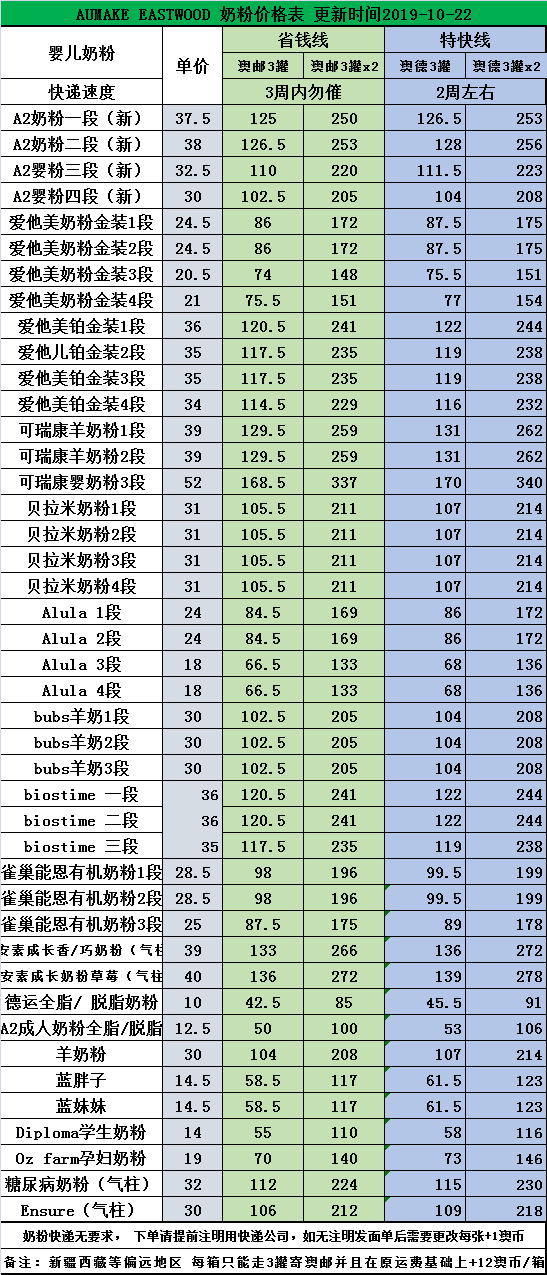 AUMAKE EASTWOOD 奶粉价格表 更新时间2019-10-22
婴儿奶粉 单价 省钱线 特快线
澳邮3罐 澳邮3罐x2 澳德3罐 澳德3罐x2
快递速度 3周内勿催 2周左右
A2奶粉一段（新） 37.5 125 250 126.5 253
A2奶粉二段（新） 38 126.5 253 128 256
A2婴粉三段（新） 32.5 110 220 111.5 223
A2婴粉四段（新） 30 102.5 205 104 208
爱他美奶粉金装1段 24.5 86 172 87.5 175
爱他美奶粉金装2段 24.5 86 172 87.5 175
爱他美奶粉金装3段 20.5 74 148 75.5 151
爱他美奶粉金装4段 21 75.5 151 77 154
爱他美铂金装1段 36 120.5 241 122 244
爱他儿铂金装2段 35 117.5 235 119 238
爱他美铂金装3段 35 117.5 235 119 238
爱他美铂金装4段 34 114.5 229 116 232
可瑞康羊奶粉1段 39 129.5 259 131 262
可瑞康羊奶粉2段 39 129.5 259 131 262
可瑞康婴奶粉3段 52 168.5 337 170 340
贝拉米奶粉1段 31 105.5 211 107 214
贝拉米奶粉2段 31 105.5 211 107 214
贝拉米奶粉3段 31 105.5 211 107 214
贝拉米奶粉4段 31 105.5 211 107 214
Alula 1段 24 84.5 169 86 172
Alula 2段 24 84.5 169 86 172
Alula 3段 18 66.5 133 68 136
Alula 4段 18 66.5 133 68 136
bubs羊奶1段 30 102.5 205 104 208
bubs羊奶2段 30 102.5 205 104 208
bubs羊奶3段 30 102.5 205 104 208
biostime 一段 36 120.5 241 122 244
biostime 二段 36 120.5 241 122 244
biostime 三段 35 117.5 235 119 238
雀巢能恩有机奶粉1段 28.5 98 196 99.5 199
雀巢能恩有机奶粉2段 28.5 98 196 99.5 199
雀巢能恩有机奶粉3段 25 87.5 175 89 178
安素成长香/巧奶粉（气柱 39 133 266 136 272
安素成长奶粉草莓（气柱 40 136 272 139 278
德运全脂/ 脱脂奶粉 10 42.5 85 45.5 91
A2成人奶粉全脂/脱脂 12.5 50 100 53 106
羊奶粉 30 104 208 107 214
蓝胖子 14.5 58.5 117 61.5 123
蓝妹妹 14.5 58.5 117 61.5 123
Diploma学生奶粉 14 55 110 58 116
Oz farm孕妇奶粉 19 70 140 73 146
糖尿病奶粉（气柱） 32 112 224 115 230
Ensure（气柱） 30 106 212 109 218
奶粉快递无要求， 下单请提前注明用快递公司，如无注明发面单后需要更改每张+1澳币
备注：新疆西藏等偏远地区 每箱只能走3罐寄澳邮并且在原运费基础上+12澳币/箱